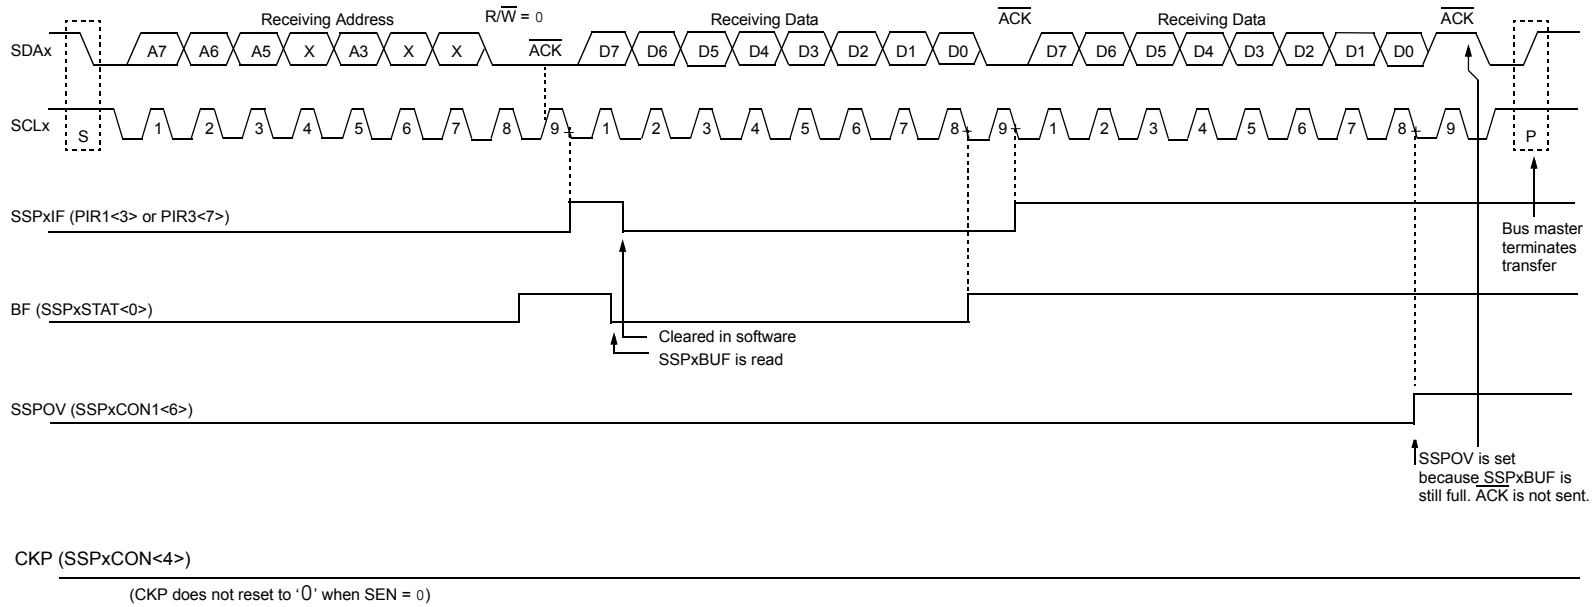 Receiving Address R/W = 0 Receiving Data ACK Receiving Data ACK
SDAx A7 A6 A5 X A3 X X ACK D7 D6 D5 D4 D3 D2 D1 D0 D7 D6 D5 D4 D3 D2 D1 D0
SCLx S 1 2 3 4 5 6 7 8 9 1 2 3 4 5 6 7 8 9 1 2 3 4 5 6 7 8 9 P
SSPxIF (PIR1<3> or PIR3<7>)
Bus master
terminates
transfer
BF (SSPxSTAT<0>)
Cleared in software
SSPxBUF is read
SSPOV (SSPxCON1<6>)
SSPOV is set
because SSPxBUF is
still full. ACK is not sent.
CKP (SSPxCON<4>)
(CKP does not reset to ‘0’ when SEN = 0)